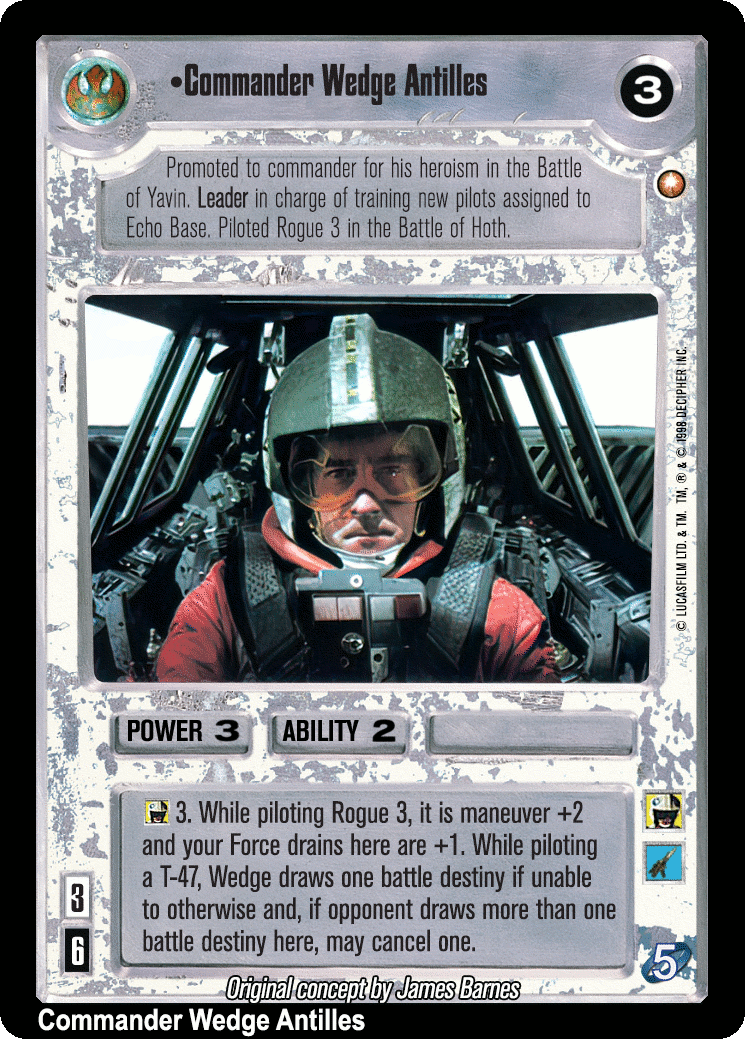 •Commander Wedge Antilles
3
Promoted to commander for his heroism in the Battle
of Yavin. Leader in charge of training new pilots assigned to
Echo Base. Piloted Rogue 3 in the Battle of Hoth.
© LUCASFILM LTD. & TM. TM, ® & © 1998 DECIPHER INC.
POWER 3
ABILITY 2
3. While piloting Rogue 3, it is maneuver +2
and your Force drains here are +1. While piloting
a T-47, Wedge draws one battle destiny if unable
to otherwise and, if opponent draws more than one
battle destiny here, may cancel one.
3
6
5
Original concept by James Barnes
Commander Wedge Antilles